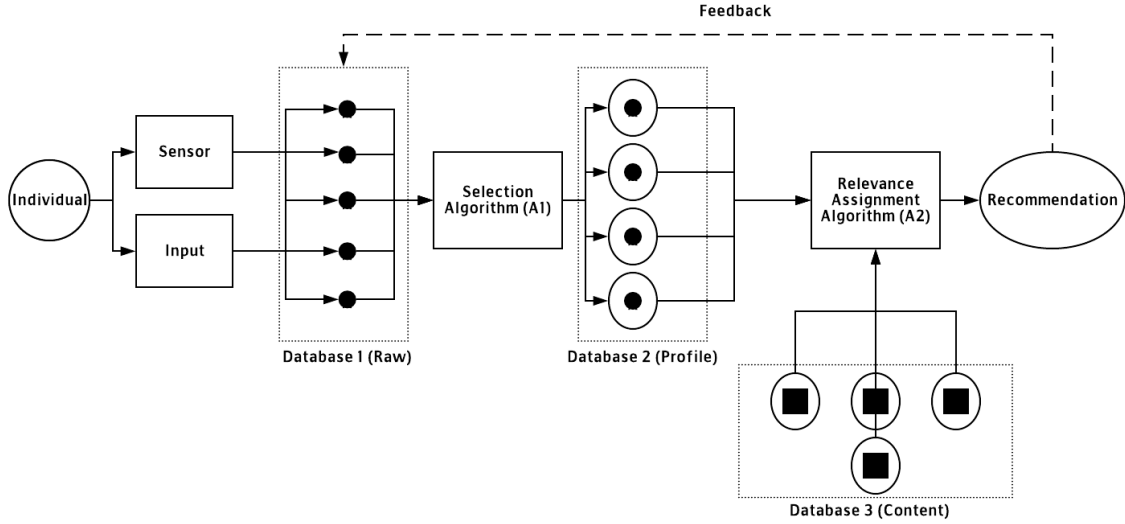 Feedback
Individual
Sensor
Input
Database 1 (Raw)
Selection
Algorithm (A1)
Database 2 (Profile)
Relevance
Assignment
Algorithm (A2)
Recommendation
Database 3 (Content)